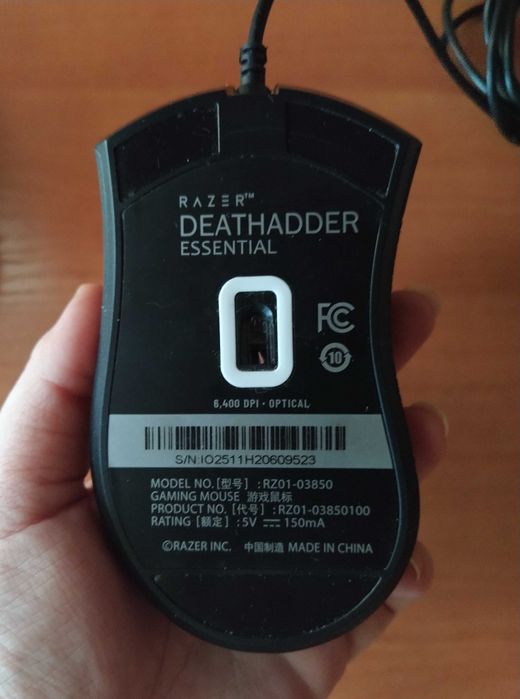 RAZER™
DEATHADDER
ESSENTIAL
FC
10
6,400 DPI · OPTICAL
S/N:IO2511H20609523
MODEL NO.[型号] :RZ01-03850
GAMING MOUSE 游戏鼠标
PRODUCT NO.[代号] :RZ01-03850100
RATING [额定] :5V ⎓ 150mA
©RAZER INC. 中国制造 MADE IN CHINA